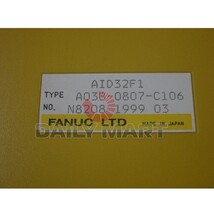 AID32F1
TYPE A03B-0807-C106
NO. N8208 1999 03
FANUC LTD MADE IN JAPAN
DAILY MART